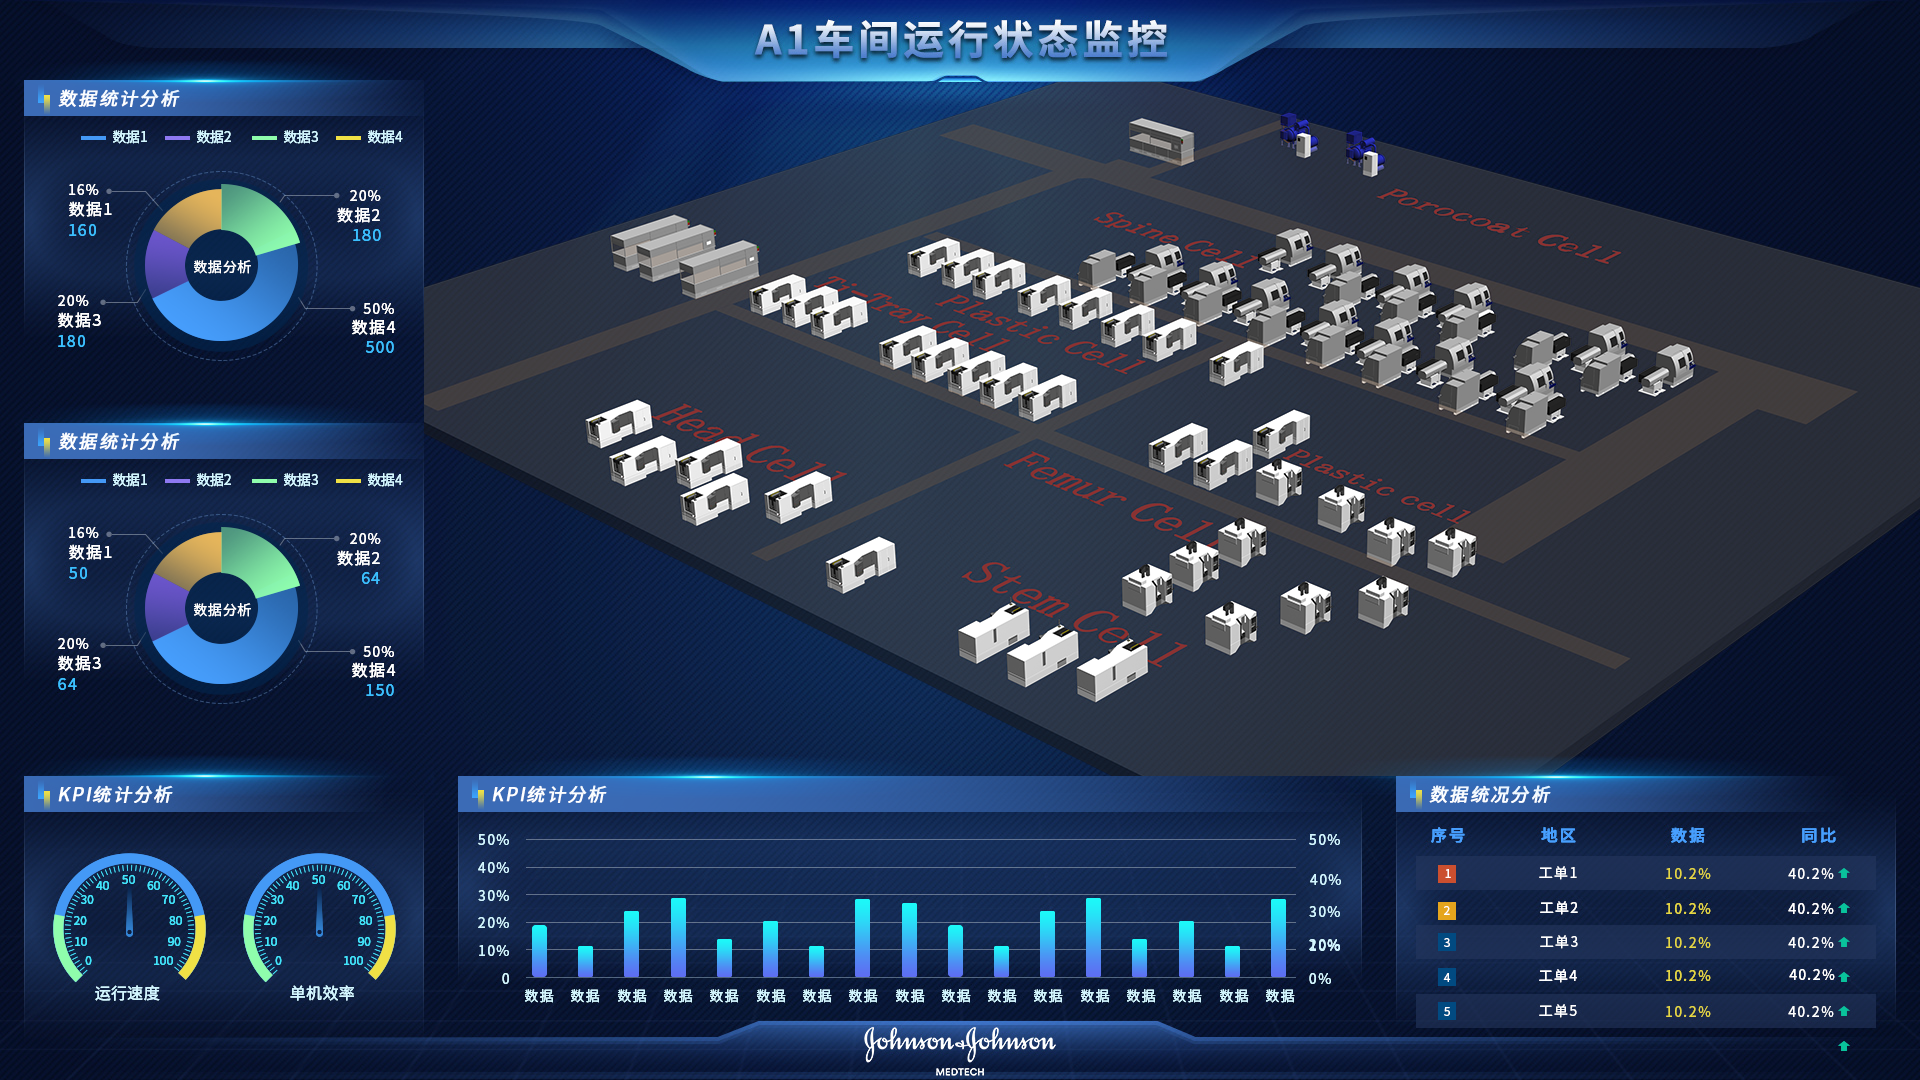 A1车间运行状态监控
数据统计分析
数据1 数据2 数据3 数据4
16%
数据1
160
20%
数据2
180
数据分析
20%
数据3
180
50%
数据4
500
数据统计分析
数据1 数据2 数据3 数据4
16%
数据1
50
20%
数据2
64
数据分析
20%
数据3
64
50%
数据4
150
Porocoat Cell
Spine Cell
Ti-Tray Cell
Plastic Cell
Head Cell
Femur Cell
Plastic cell
Stem Cell
KPI统计分析
0 10 20 30 40 50 60 70 80 90 100
运行速度
0 10 20 30 40 50 60 70 80 90 100
单机效率
KPI统计分析
50% 50%
40% 40%
30% 30%
20% 20%
10% 10%
0 0%
数据 数据 数据 数据 数据 数据 数据 数据 数据 数据 数据 数据 数据 数据 数据 数据 数据
数据统况分析
序号 地区 数据 同比
1 工单1 10.2% 40.2%
2 工单2 10.2% 40.2%
3 工单3 10.2% 40.2%
4 工单4 10.2% 40.2%
5 工单5 10.2% 40.2%
Johnson&Johnson
MEDTECH